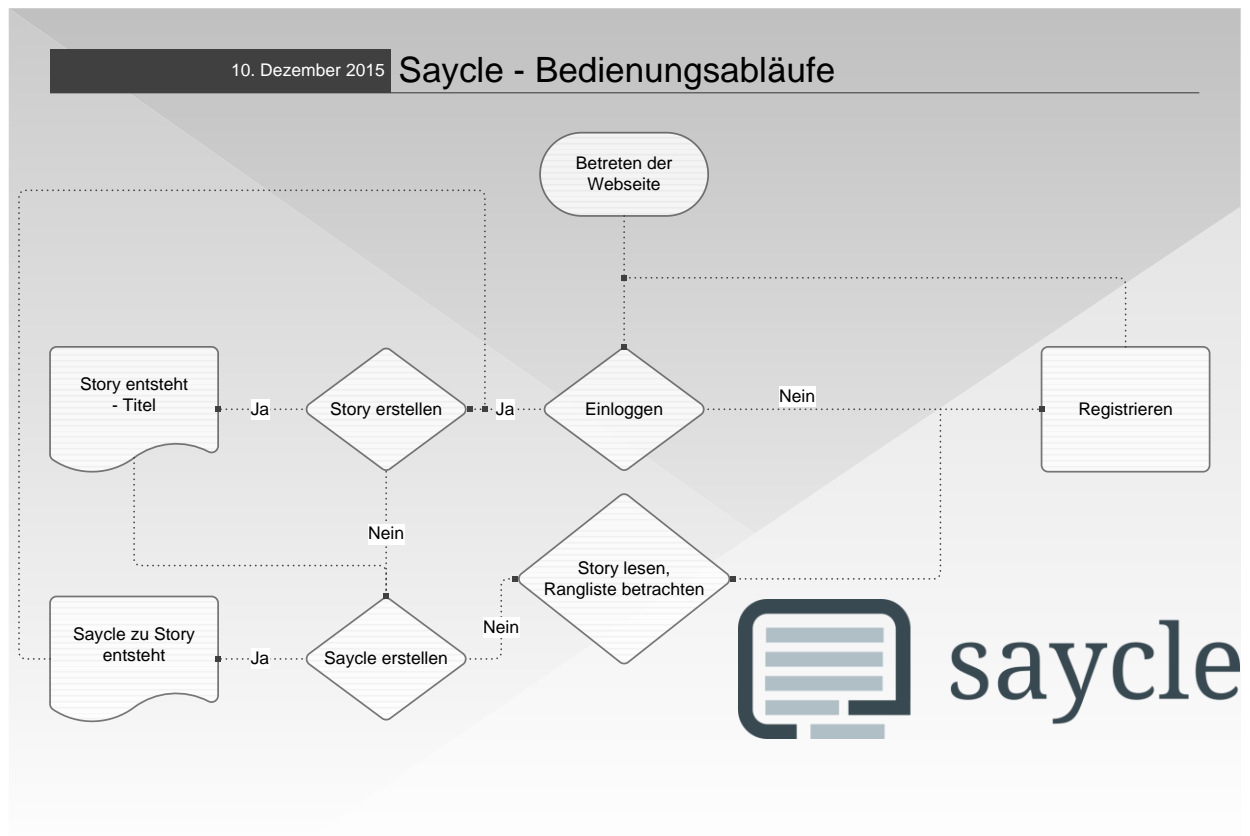 10. Dezember 2015
Saycle - Bedienungsabläufe
Betreten der
Webseite
Story entsteht
- Titel
Ja
Story erstellen
Ja
Einloggen
Nein
Registrieren
Nein
Story lesen,
Rangliste betrachten
Saycle zu Story
entsteht
Ja
Saycle erstellen
Nein
saycle